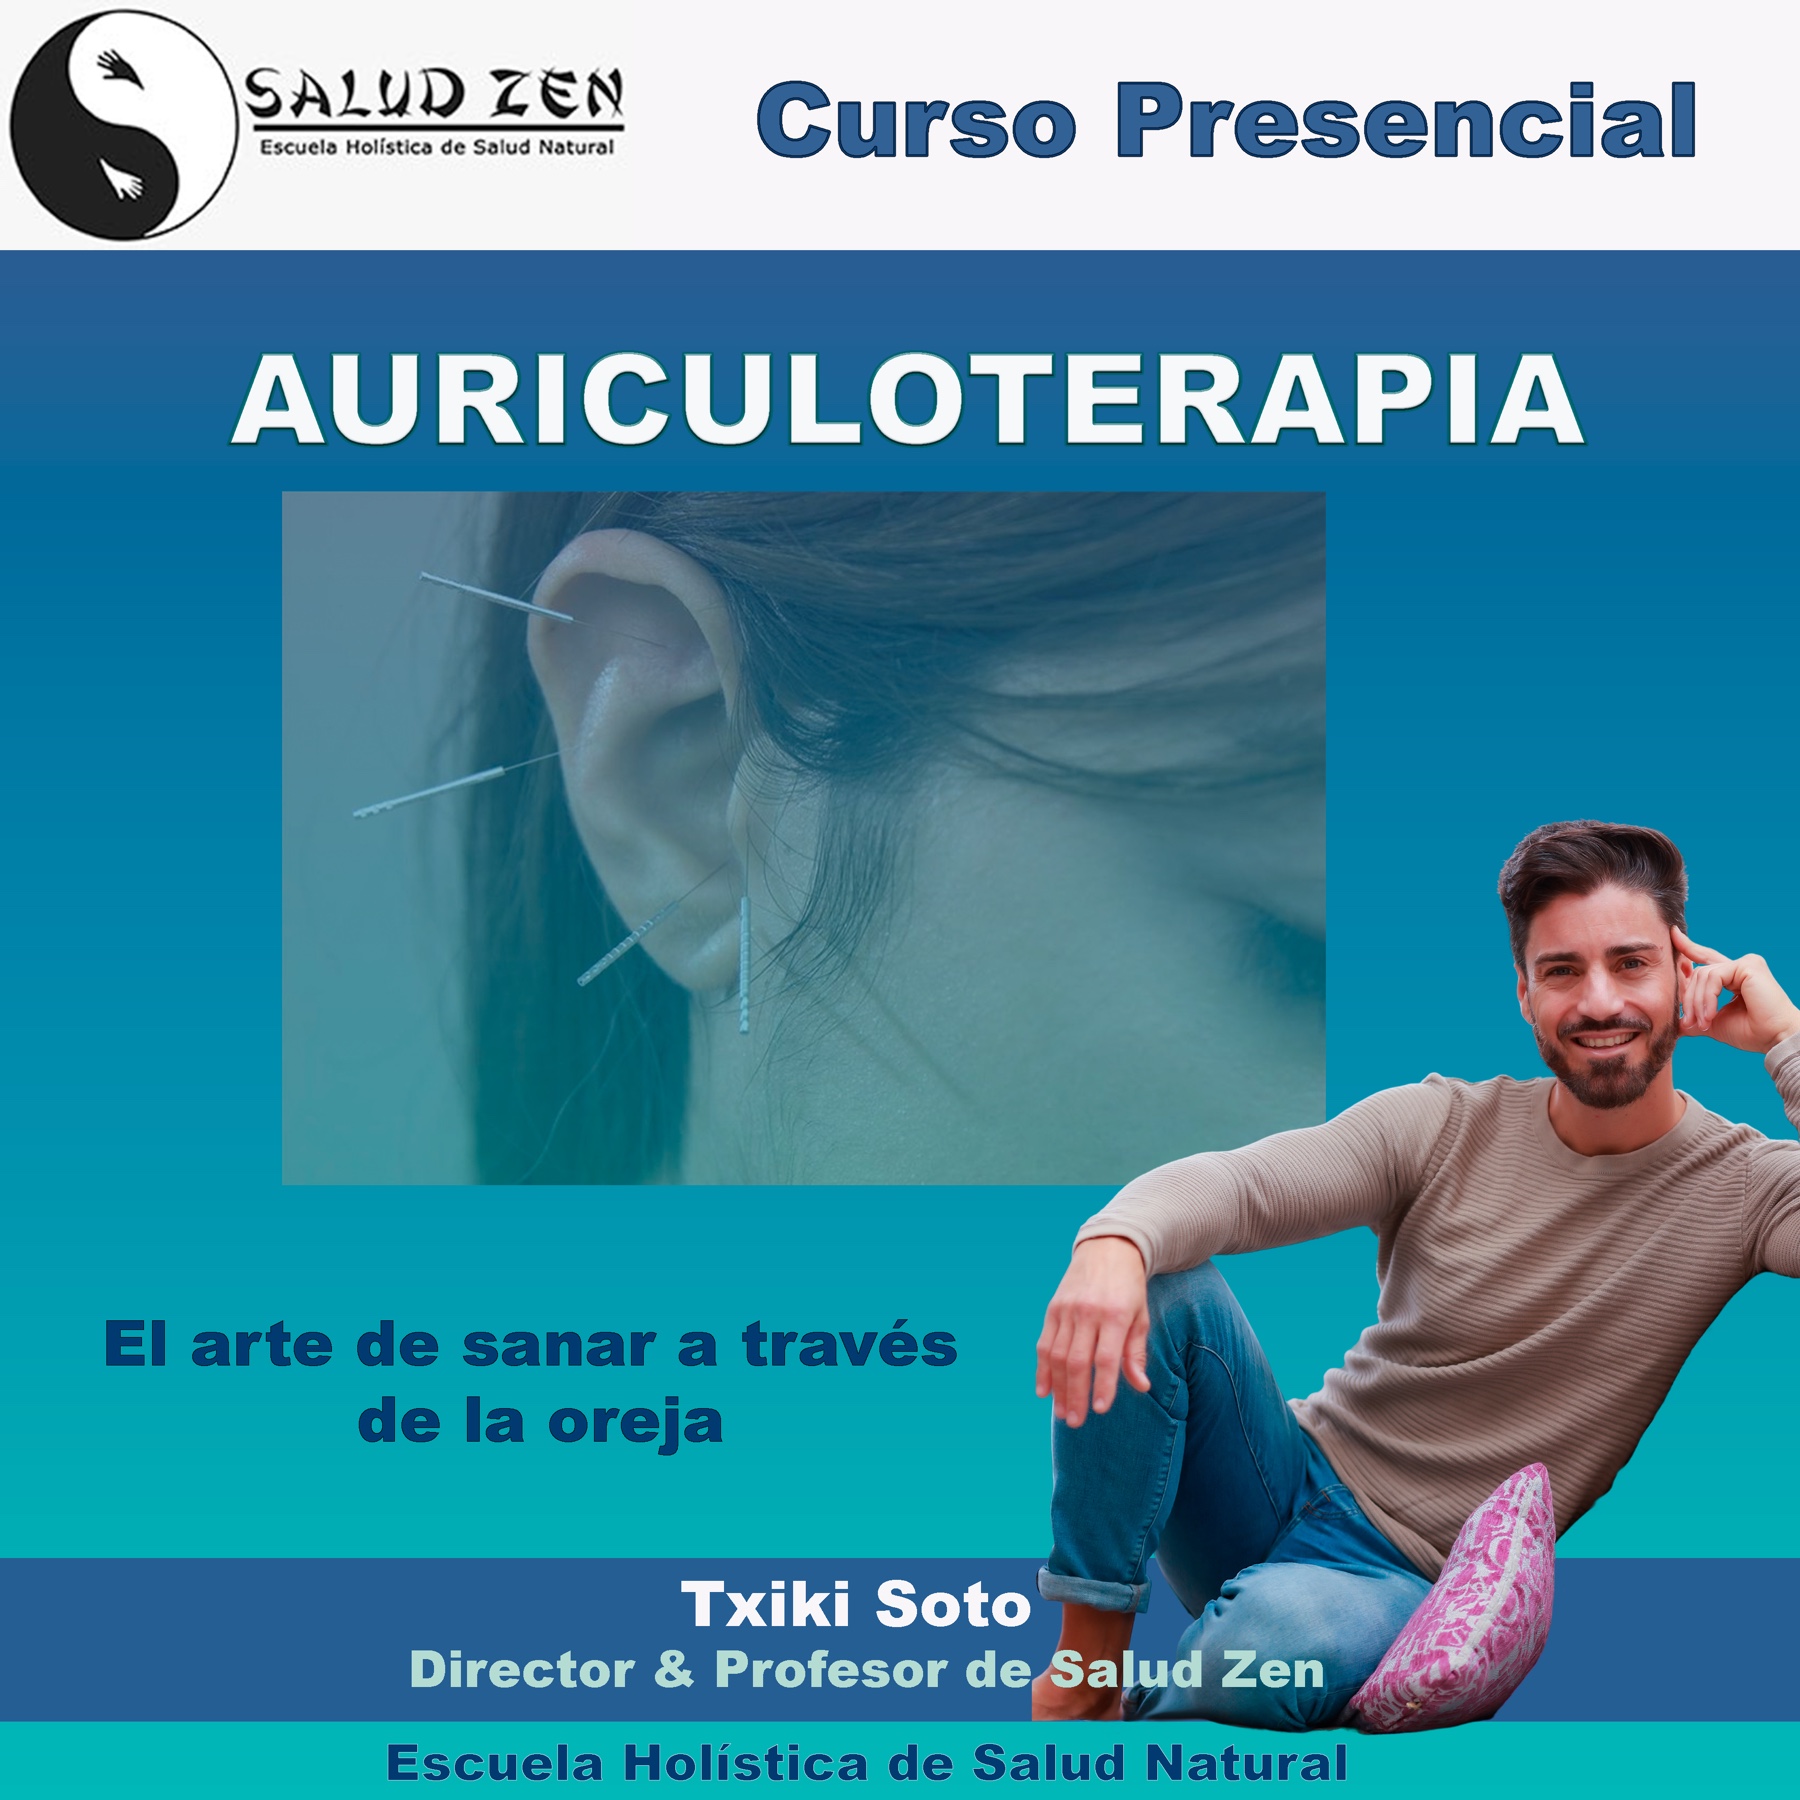 SALUD ZEN
Escuela Holística de Salud Natural
Curso Presencial
AURICULOTERAPIA
El arte de sanar a través
de la oreja
Txiki Soto
Director & Profesor de Salud Zen
Escuela Holística de Salud Natural